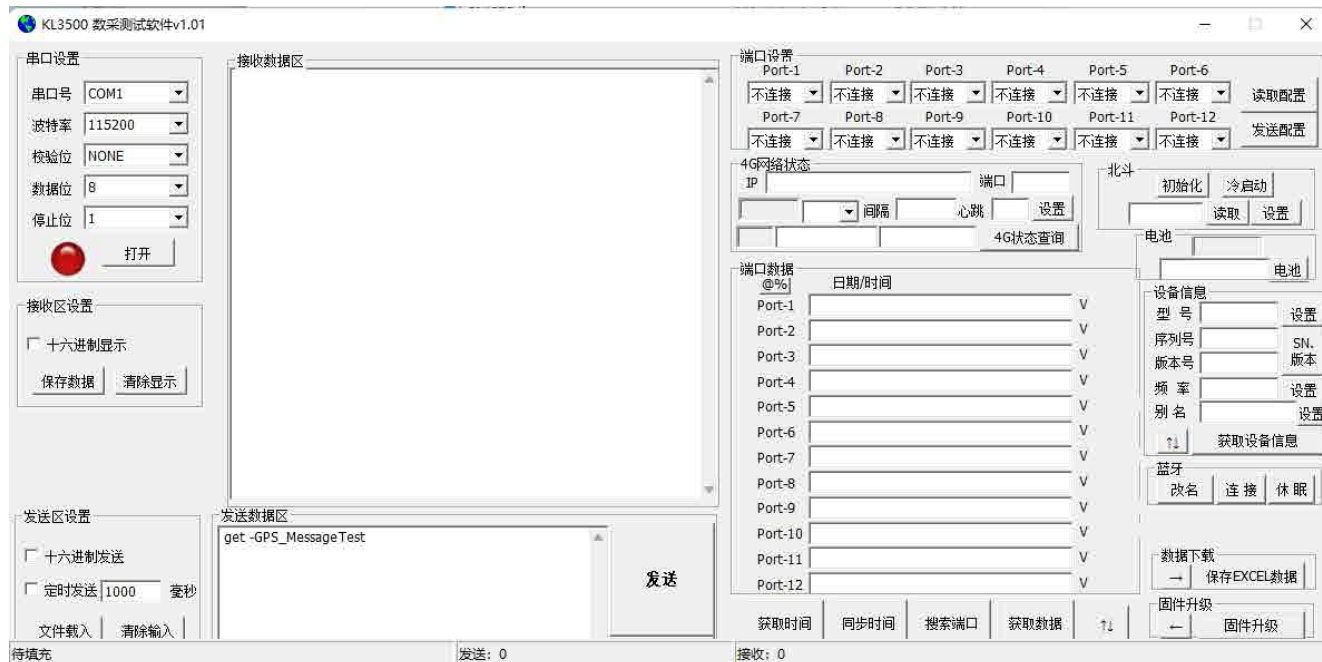 KL3500 数采测试软件v1.01
串口设置
串口号 COM1
波特率 115200
校验位 NONE
数据位 8
停止位 1
打开
接收区设置
十六进制显示
保存数据 清除显示
发送区设置
十六进制发送
定时发送 1000 毫秒
文件载入 清除输入
接收数据区
发送数据区
get -GPS_MessageTest
发送
端口设置
Port-1 Port-2 Port-3 Port-4 Port-5 Port-6
不连接 不连接 不连接 不连接 不连接 不连接 读取配置
Port-7 Port-8 Port-9 Port-10 Port-11 Port-12
不连接 不连接 不连接 不连接 不连接 不连接 发送配置
4G网络状态
IP 端口
间隔 心跳 设置
4G状态查询
北斗
初始化 冷启动
读取 设置
电池
电池
端口数据
@% 日期/时间
Port-1 V
Port-2 V
Port-3 V
Port-4 V
Port-5 V
Port-6 V
Port-7 V
Port-8 V
Port-9 V
Port-10 V
Port-11 V
Port-12 V
获取时间 同步时间 搜索端口 获取数据 ↑↓
设备信息
型 号 设置
序列号 SN、
版本号 版本
频 率 设置
别 名 设置
↑↓ 获取设备信息
蓝牙
改名 连 接 休 眠
数据下载
→ 保存EXCEL数据
固件升级
← 固件升级
待填充 发送: 0 接收: 0